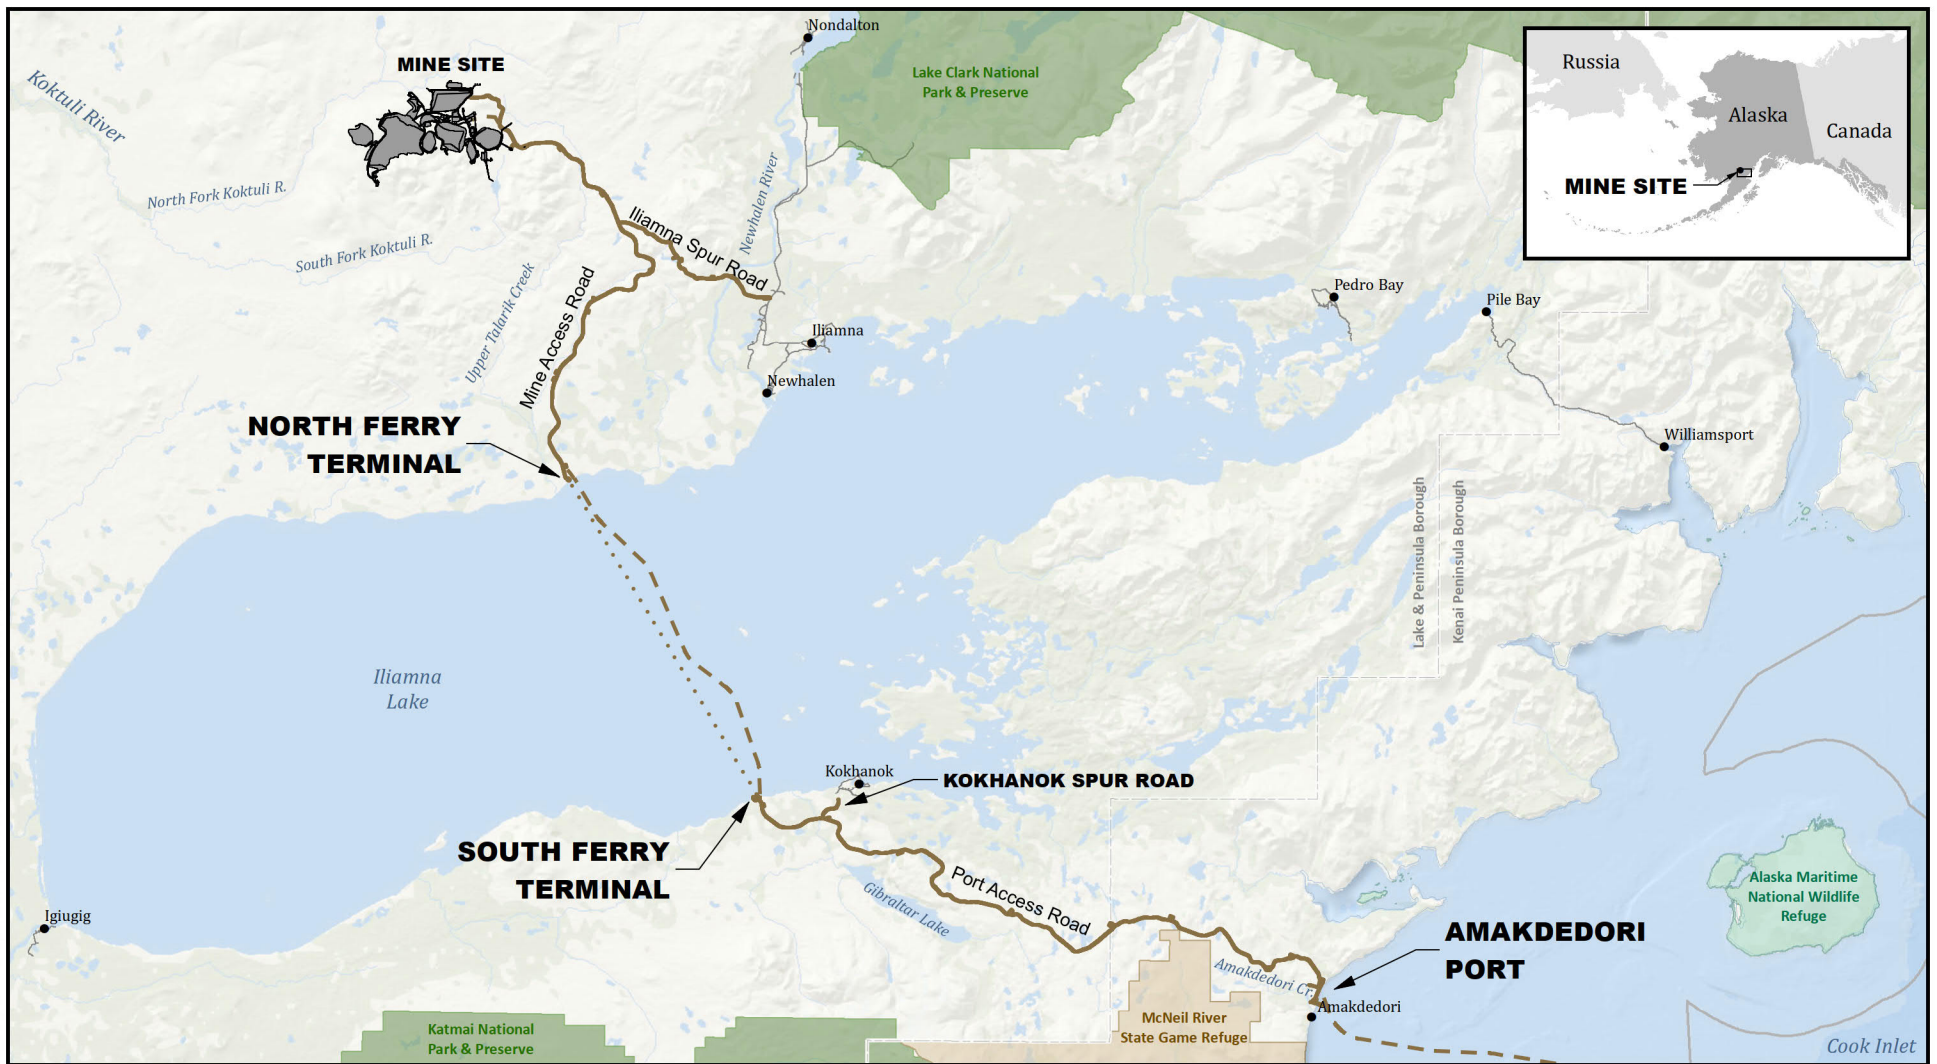 Nondalton
MINE SITE
Lake Clark National
Park & Preserve
Koktuli River
North Fork Koktuli R.
South Fork Koktuli R.
Newhalen River
Iliamna Spur Road
Upper Talarik Creek
Mine Access Road
Russia
Alaska
Canada
MINE SITE
Pedro Bay
Pile Bay
Iliamna
Newhalen
Williamsport
NORTH FERRY
TERMINAL
Lake & Peninsula Borough
Kenai Peninsula Borough
Iliamna
Lake
Kokhanok
KOKHANOK SPUR ROAD
SOUTH FERRY
TERMINAL
Gibraltar Lake
Port Access Road
Igiugig
Alaska Maritime
National Wildlife
Refuge
AMAKDEDORI
PORT
Amakdedori Cr.
Amakdedori
McNeil River
State Game Refuge
Katmai National
Park & Preserve
Cook Inlet